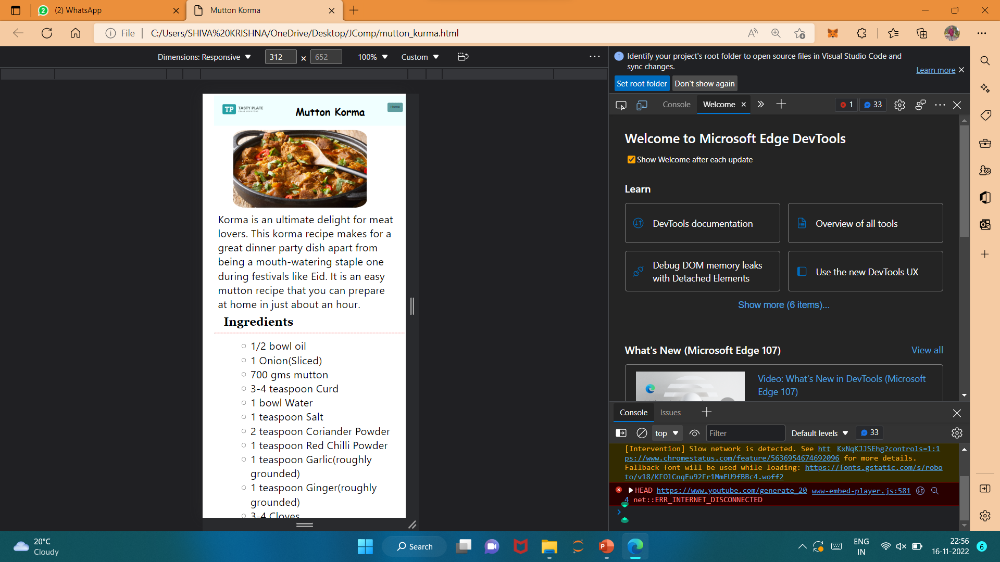 (2) WhatsApp
Mutton Korma
File
C:/Users/SHIVA%20KRISHNA/OneDrive/Desktop/JComp/mutton_kurma.html
Dimensions: Responsive
312
×
652
100%
Custom
Identify your project's root folder to open source files in Visual Studio Code and
sync changes.
Learn more
Set root folder
Don't show again
TP
TASTY PLATE
Mutton Korma
Home
Korma is an ultimate delight for meat
lovers. This korma recipe makes for a
great dinner party dish apart from
being a mouth-watering staple one
during festivals like Eid. It is an easy
mutton recipe that you can prepare
at home in just about an hour.
Ingredients
1/2 bowl oil
1 Onion(Sliced)
700 gms mutton
3-4 teaspoon Curd
1 bowl Water
1 teaspoon Salt
2 teaspoon Coriander Powder
1 teaspoon Red Chilli Powder
1 teaspoon Garlic(roughly
grounded)
1 teaspoon Ginger(roughly
grounded)
3-4 Cloves
Console
Welcome
1
33
Welcome to Microsoft Edge DevTools
Show Welcome after each update
Learn
DevTools documentation
Overview of all tools
Debug DOM memory leaks
with Detached Elements
Use the new DevTools UX
Show more (6 items)...
What's New (Microsoft Edge 107)
View all
Video: What's New in DevTools (Microsoft
Edge 107)
Console
Issues
top
Filter
Default levels
33
[Intervention] Slow network is detected. See htt KxNqKJJSEhg?controls=1:1
ps://www.chromestatus.com/feature/5636954674692096 for more details.
Fallback font will be used while loading: https://fonts.gstatic.com/s/robo
to/v18/KFOlCnqEu92Fr1MmEU9fBBc4.woff2
HEAD https://www.youtube.com/generate_20 www-embed-player.js:581
4 net::ERR_INTERNET_DISCONNECTED
20°C
Cloudy
Search
ENG
IN
22:56
16-11-2022
6